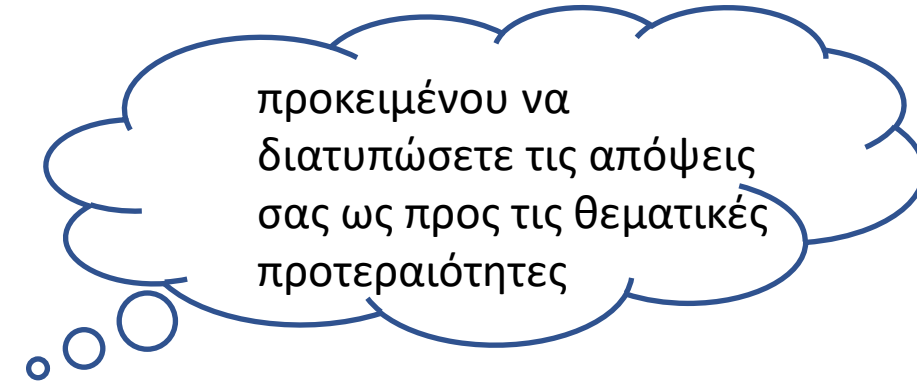 προκειμένου να
διατυπώσετε τις απόψεις
σας ως προς τις θεματικές
προτεραιότητες